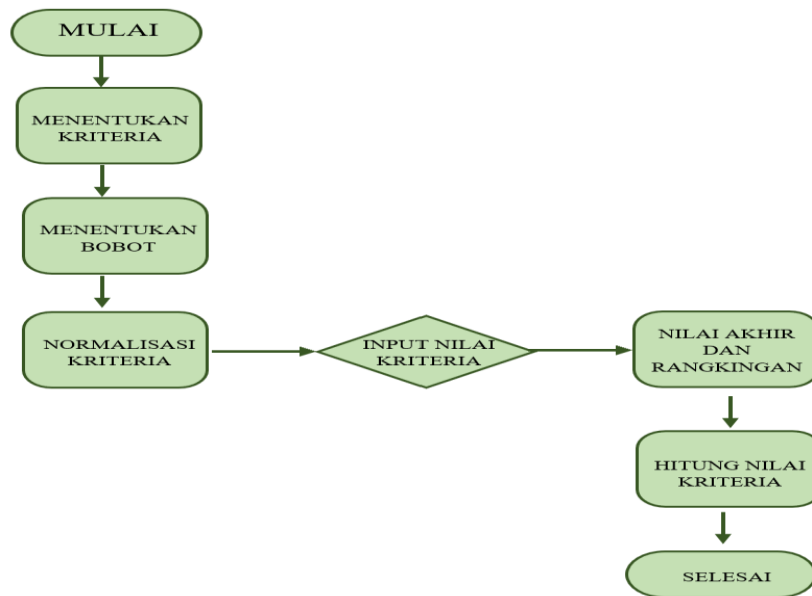 MULAI
MENENTUKAN
KRITERIA
MENENTUKAN
BOBOT
NORMALISASI
KRITERIA
INPUT NILAI
KRITERIA
NILAI AKHIR
DAN
RANGKINGAN
HITUNG NILAI
KRITERIA
SELESAI